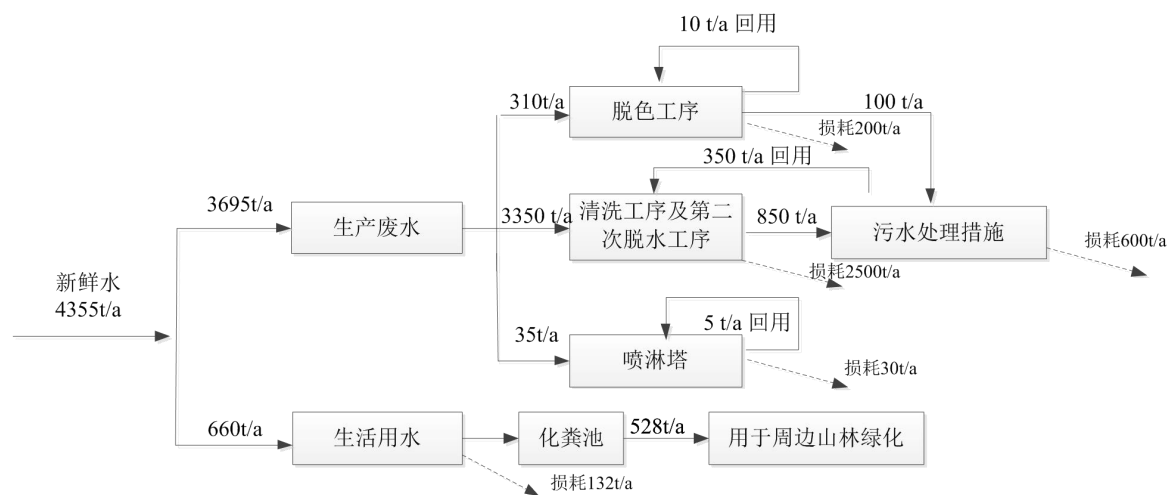 10 t/a 回用
310t/a
脱色工序
100 t/a
损耗200t/a
350 t/a 回用
3695t/a
生产废水
3350 t/a
清洗工序及第二
次脱水工序
850 t/a
污水处理措施
损耗600t/a
损耗2500t/a
新鲜水
4355t/a
35t/a
5 t/a 回用
喷淋塔
损耗30t/a
660t/a
生活用水
化粪池
528t/a
用于周边山林绿化
损耗132t/a